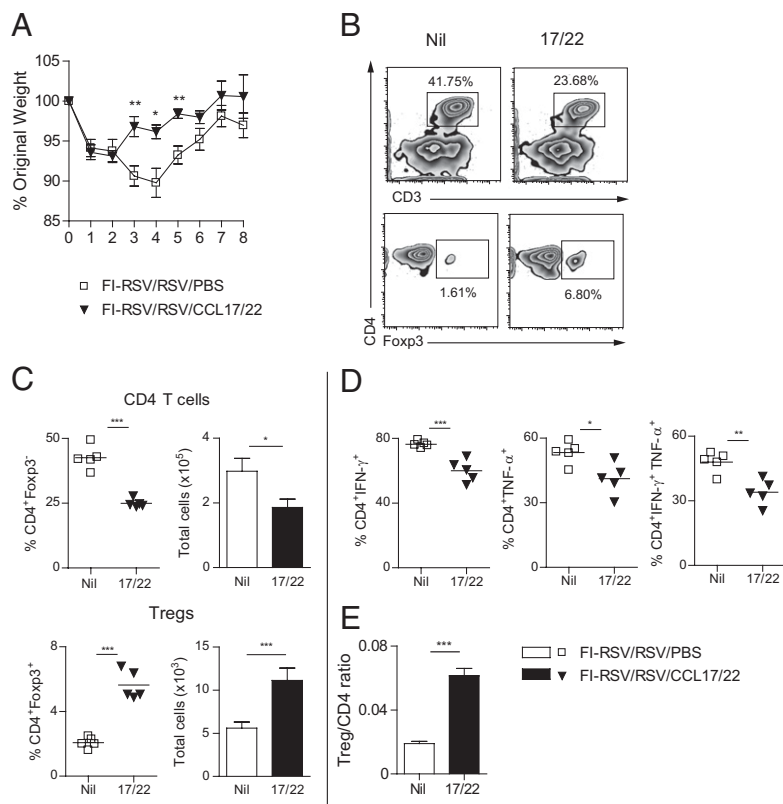 A
% Original Weight
105
100
95
90
85
** * **
0 1 2 3 4 5 6 7 8
FI-RSV/RSV/PBS
FI-RSV/RSV/CCL17/22
B
Nil 17/22
41.75% 23.68%
CD3
1.61% 6.80%
CD4
Foxp3
C
CD4 T cells
% CD4⁺Foxp3⁻
50
25
0
***
Nil 17/22
Total cells (x10⁵)
4
2
0
*
Nil 17/22
Tregs
% CD4⁺Foxp3⁺
8
4
0
***
Nil 17/22
Total cells (x10³)
15
10
5
0
***
Nil 17/22
D
% CD4⁺IFN-γ⁺
80
40
0
***
Nil 17/22
% CD4⁺TNF-α⁺
60
30
0
*
Nil 17/22
% CD4⁺IFN-γ⁺ TNF-α⁺
60
30
0
**
Nil 17/22
E
Treg/CD4 ratio
0.08
0.04
0.00
***
Nil 17/22
FI-RSV/RSV/PBS
FI-RSV/RSV/CCL17/22